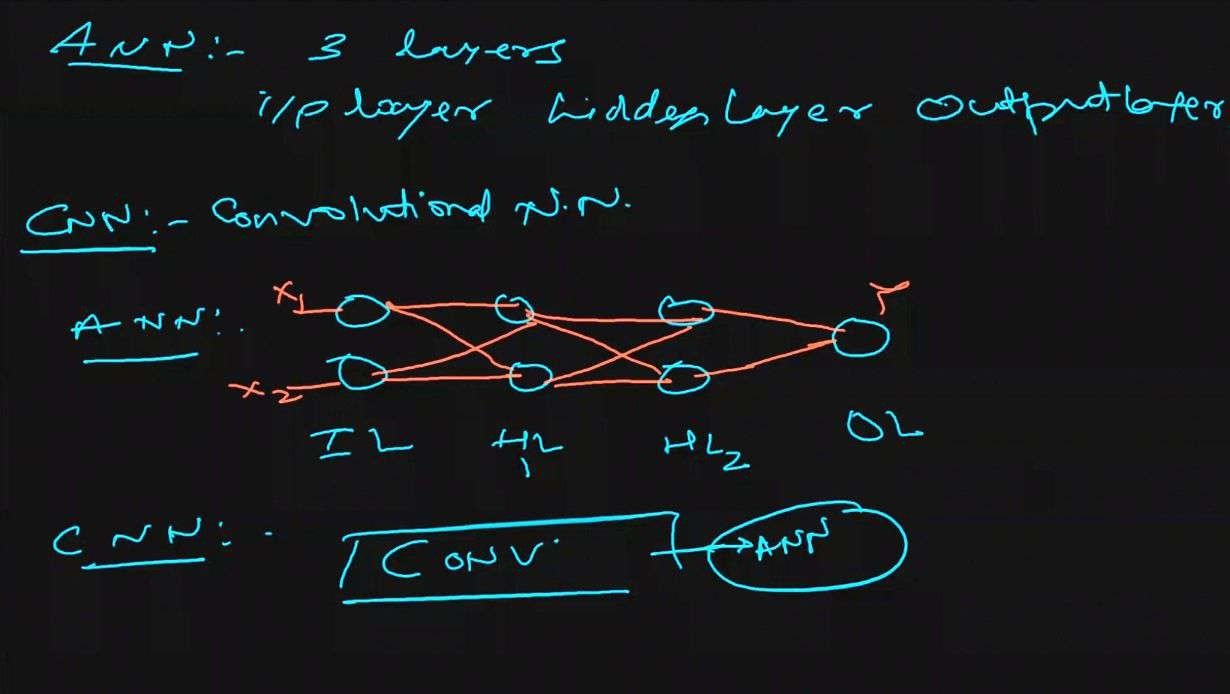 ANN:- 3 layers
i/p layer hidden Layer Output layer
CNN:- Convolutional N.N.
ANN:. X1 Y
X2
IL HL1 HL2 OL
CNN:- CONV. ANN